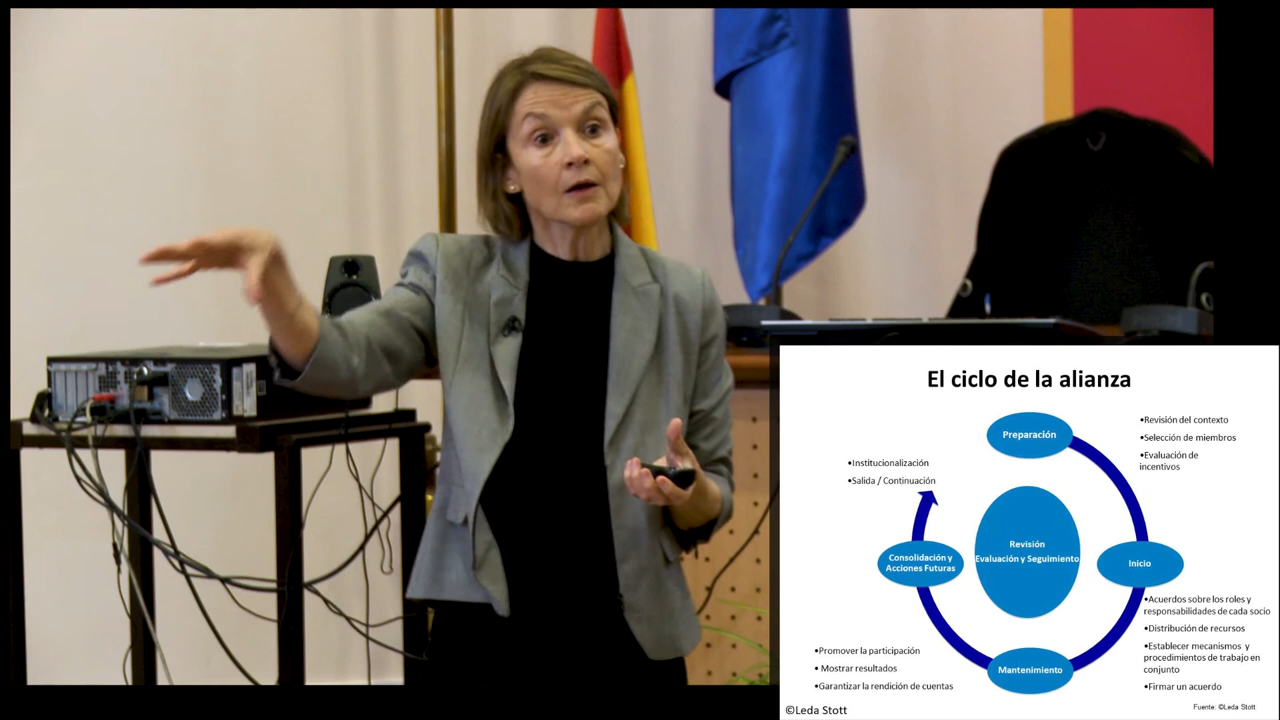 El ciclo de la alianza
Preparación
•Revisión del contexto
•Selección de miembros
•Evaluación de
incentivos
•Institucionalización
•Salida / Continuación
Revisión
Evaluación y Seguimiento
Consolidación y
Acciones Futuras
Inicio
•Acuerdos sobre los roles y
responsabilidades de cada socio
•Distribución de recursos
•Establecer mecanismos y
procedimientos de trabajo en
conjunto
•Firmar un acuerdo
Mantenimiento
•Promover la participación
• Mostrar resultados
•Garantizar la rendición de cuentas
©Leda Stott
Fuente: ©Leda Stott